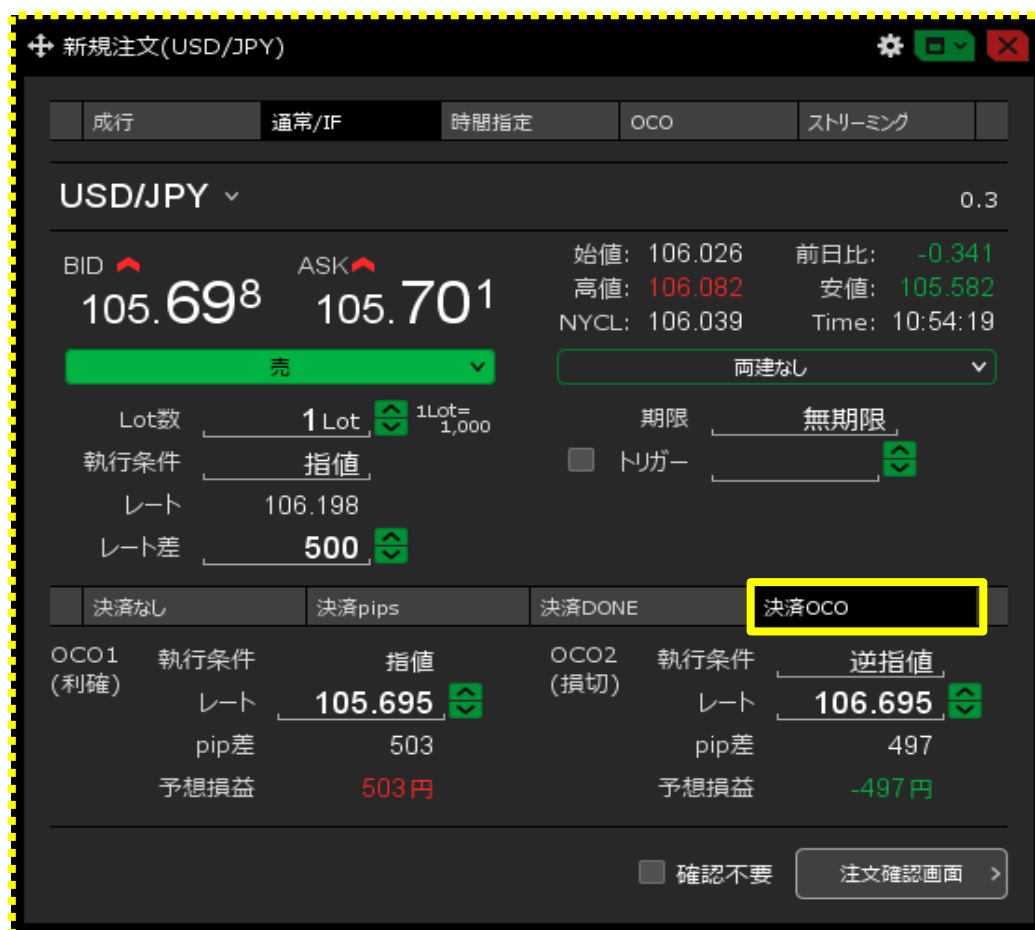 新規注文(USD/JPY)
成行 通常/IF 時間指定 OCO ストリーミング
USD/JPY 0.3
BID 105.698 ASK 105.701
始値: 106.026 前日比: -0.341
高値: 106.082 安値: 105.582
NYCL: 106.039 Time: 10:54:19
売 両建なし
Lot数 1 Lot 1Lot= 1,000 期限 無期限
執行条件 指値 トリガー
レート 106.198
レート差 500
決済なし 決済pips 決済DONE 決済OCO
OCO1 執行条件 指値 OCO2 執行条件 逆指値
(利確) レート 105.695 (損切) レート 106.695
pip差 503 pip差 497
予想損益 503円 予想損益 -497円
確認不要 注文確認画面